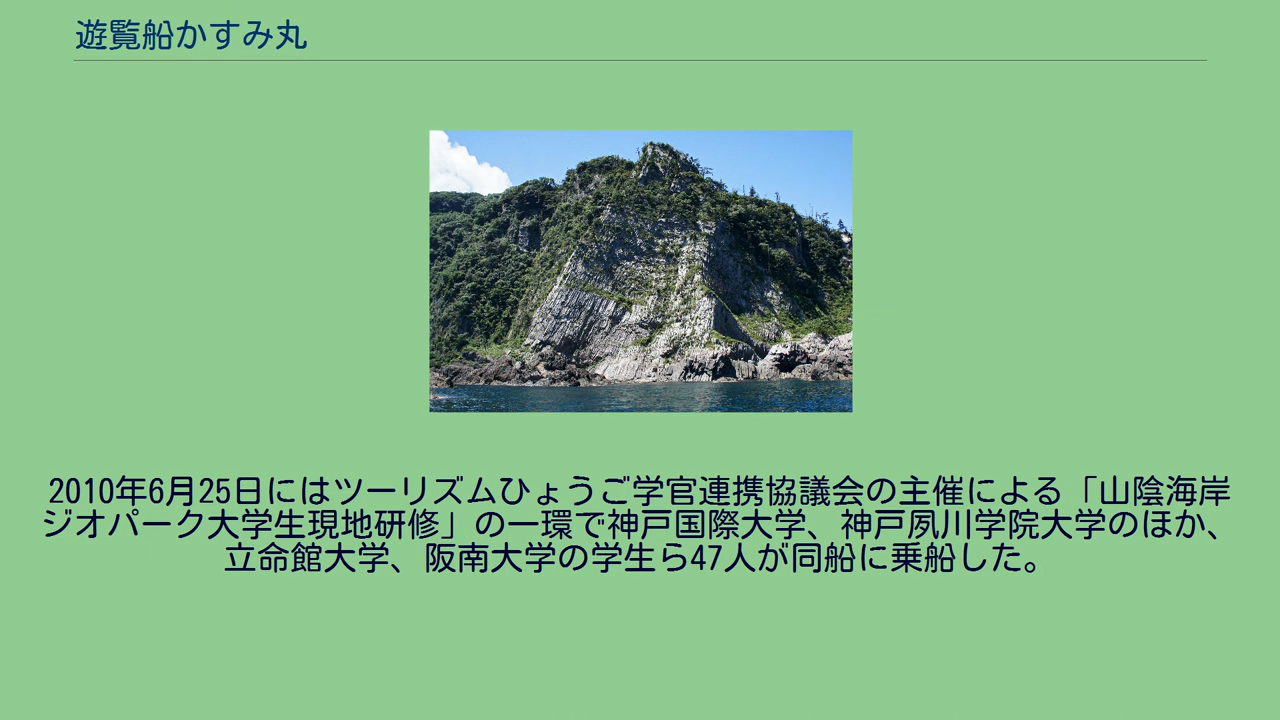 遊覧船かすみ丸
2010年6月25日にはツーリズムひょうご学官連携協議会の主催による「山陰海岸
ジオパーク大学生現地研修」の一環で神戸国際大学、神戸夙川学院大学のほか、
立命館大学、阪南大学の学生ら47人が同船に乗船した。